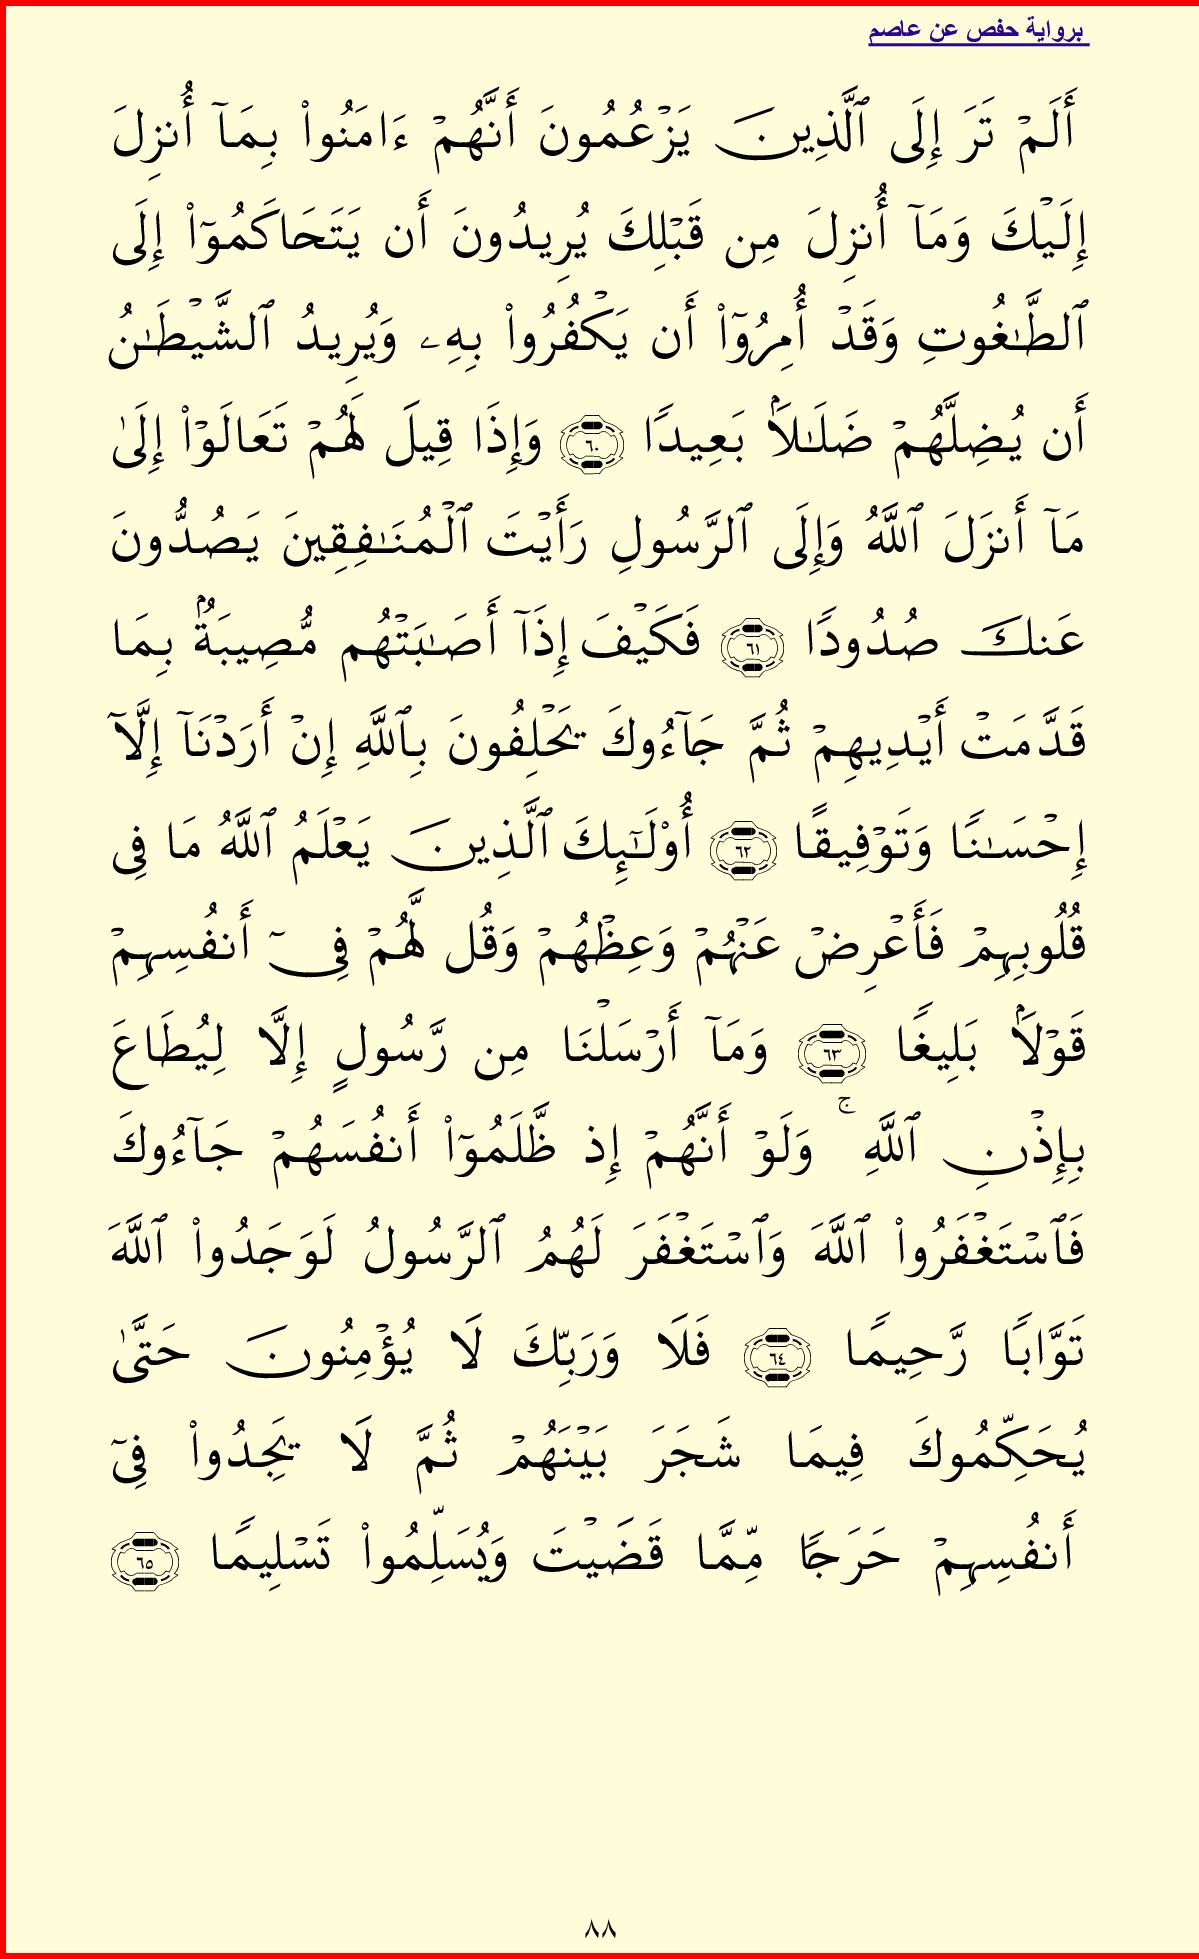 برواية حفص عن عاصم
أَلَمۡ تَرَ إِلَى ٱلَّذِينَ يَزۡعُمُونَ أَنَّهُمۡ ءَامَنُواْ بِمَآ أُنزِلَ
إِلَيۡكَ وَمَآ أُنزِلَ مِن قَبۡلِكَ يُرِيدُونَ أَن يَتَحَاكَمُوٓاْ إِلَى
ٱلطَّٰغُوتِ وَقَدۡ أُمِرُوٓاْ أَن يَكۡفُرُواْ بِهِۦ وَيُرِيدُ ٱلشَّيۡطَٰنُ
أَن يُضِلَّهُمۡ ضَلَٰلَۢا بَعِيدٗا ٦٠ وَإِذَا قِيلَ لَهُمۡ تَعَالَوۡاْ إِلَىٰ
مَآ أَنزَلَ ٱللَّهُ وَإِلَى ٱلرَّسُولِ رَأَيۡتَ ٱلۡمُنَٰفِقِينَ يَصُدُّونَ
عَنكَ صُدُودٗا ٦١ فَكَيۡفَ إِذَآ أَصَٰبَتۡهُم مُّصِيبَةُۢ بِمَا
قَدَّمَتۡ أَيۡدِيهِمۡ ثُمَّ جَآءُوكَ يَحۡلِفُونَ بِٱللَّهِ إِنۡ أَرَدۡنَآ إِلَّآ
إِحۡسَٰنٗا وَتَوۡفِيقًا ٦٢ أُوْلَٰٓئِكَ ٱلَّذِينَ يَعۡلَمُ ٱللَّهُ مَا فِي
قُلُوبِهِمۡ فَأَعۡرِضۡ عَنۡهُمۡ وَعِظۡهُمۡ وَقُل لَّهُمۡ فِيٓ أَنفُسِهِمۡ
قَوۡلَۢا بَلِيغٗا ٦٣ وَمَآ أَرۡسَلۡنَا مِن رَّسُولٍ إِلَّا لِيُطَاعَ
بِإِذۡنِ ٱللَّهِۚ وَلَوۡ أَنَّهُمۡ إِذ ظَّلَمُوٓاْ أَنفُسَهُمۡ جَآءُوكَ
فَٱسۡتَغۡفَرُواْ ٱللَّهَ وَٱسۡتَغۡفَرَ لَهُمُ ٱلرَّسُولُ لَوَجَدُواْ ٱللَّهَ
تَوَّابٗا رَّحِيمٗا ٦٤ فَلَا وَرَبِّكَ لَا يُؤۡمِنُونَ حَتَّىٰ
يُحَكِّمُوكَ فِيمَا شَجَرَ بَيۡنَهُمۡ ثُمَّ لَا يَجِدُواْ فِيٓ
أَنفُسِهِمۡ حَرَجٗا مِّمَّا قَضَيۡتَ وَيُسَلِّمُواْ تَسۡلِيمٗا ٦٥
٨٨